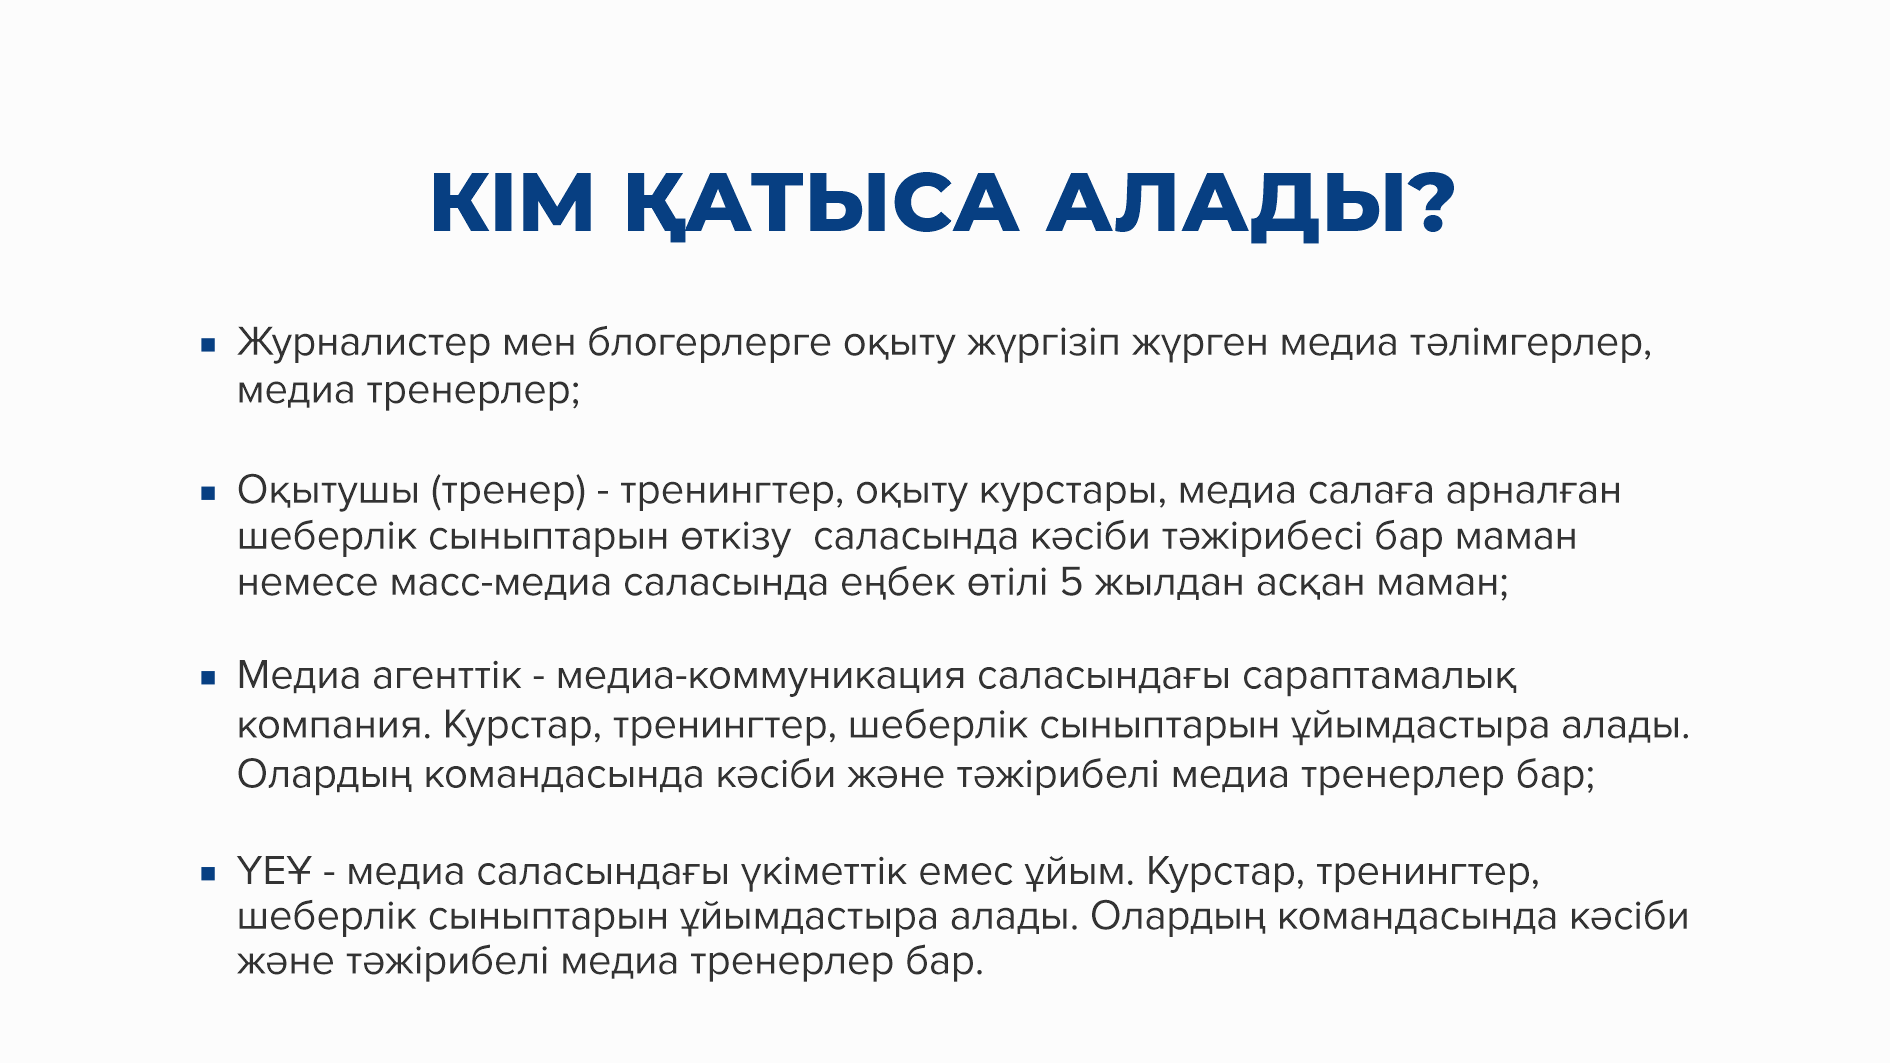 КІМ ҚАТЫСА АЛАДЫ?
▪ Журналистер мен блогерлерге оқыту жүргізіп жүрген медиа тәлімгерлер,
медиа тренерлер;
▪ Оқытушы (тренер) - тренингтер, оқыту курстары, медиа салаға арналған
шеберлік сыныптарын өткізу  саласында кәсіби тәжірибесі бар маман
немесе масс-медиа саласында еңбек өтілі 5 жылдан асқан маман;
▪ Медиа агенттік - медиа-коммуникация саласындағы сараптамалық
компания. Курстар, тренингтер, шеберлік сыныптарын ұйымдастыра алады.
Олардың командасында кәсіби және тәжірибелі медиа тренерлер бар;
▪ ҮЕҰ - медиа саласындағы үкіметтік емес ұйым. Курстар, тренингтер,
шеберлік сыныптарын ұйымдастыра алады. Олардың командасында кәсіби
және тәжірибелі медиа тренерлер бар.